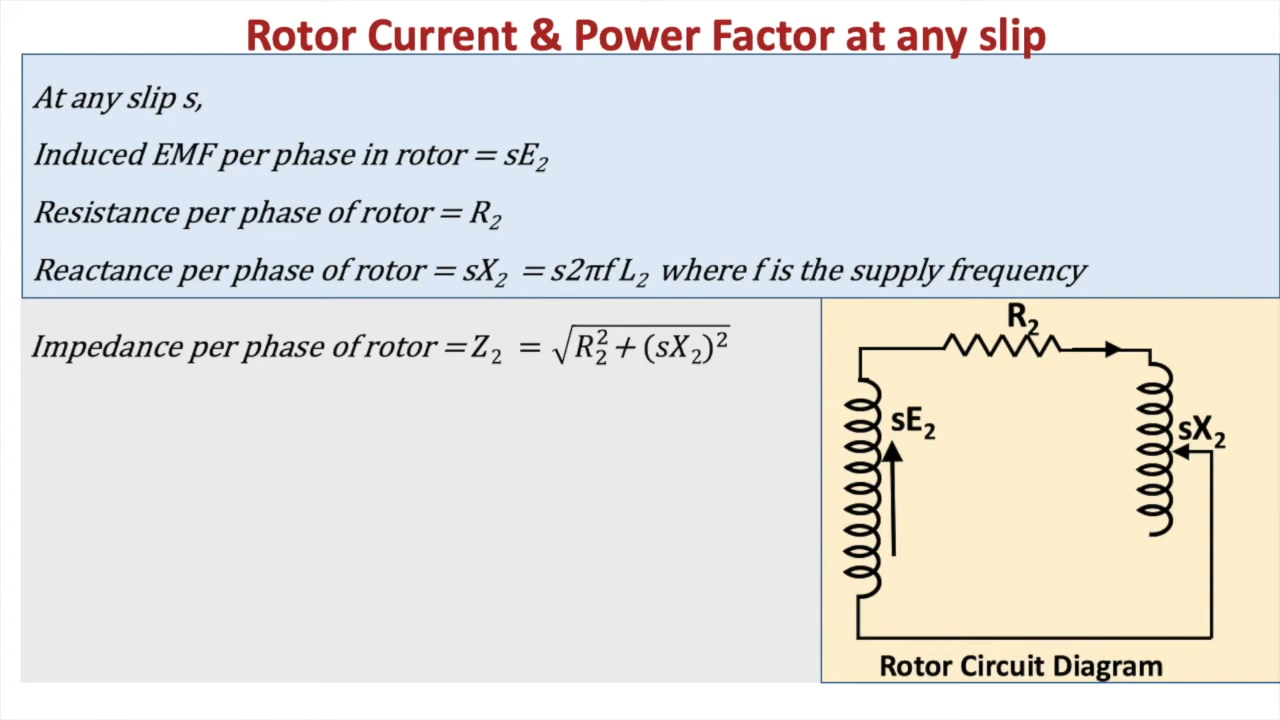 Rotor Current & Power Factor at any slip
At any slip s,
Induced EMF per phase in rotor = sE₂
Resistance per phase of rotor = R₂
Reactance per phase of rotor = sX₂ = s2πfL₂ where f is the supply frequency
Impedance per phase of rotor = Z₂ = √(R₂² + (sX₂)²)
R₂
sE₂
sX₂
Rotor Circuit Diagram